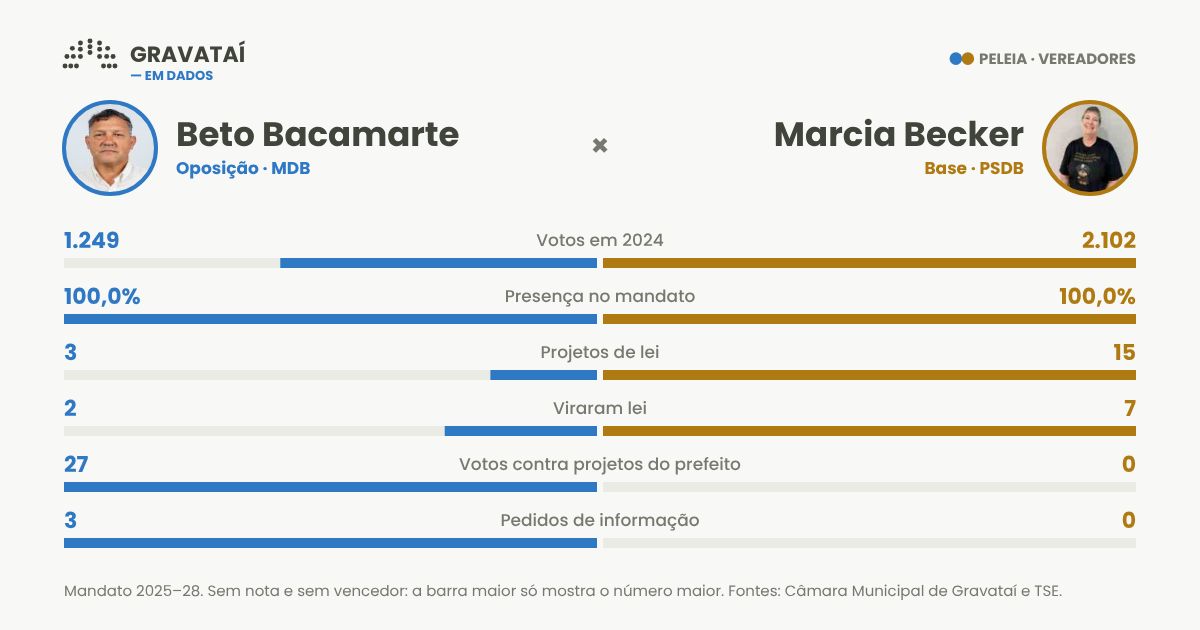 GRAVATAÍ
— EM DADOS
PELEIA · VEREADORES
Beto Bacamarte
Oposição · MDB
×
Marcia Becker
Base · PSDB
1.249 Votos em 2024 2.102
100,0% Presença no mandato 100,0%
3 Projetos de lei 15
2 Viraram lei 7
27 Votos contra projetos do prefeito 0
3 Pedidos de informação 0
Mandato 2025–28. Sem nota e sem vencedor: a barra maior só mostra o número maior. Fontes: Câmara Municipal de Gravataí e TSE.